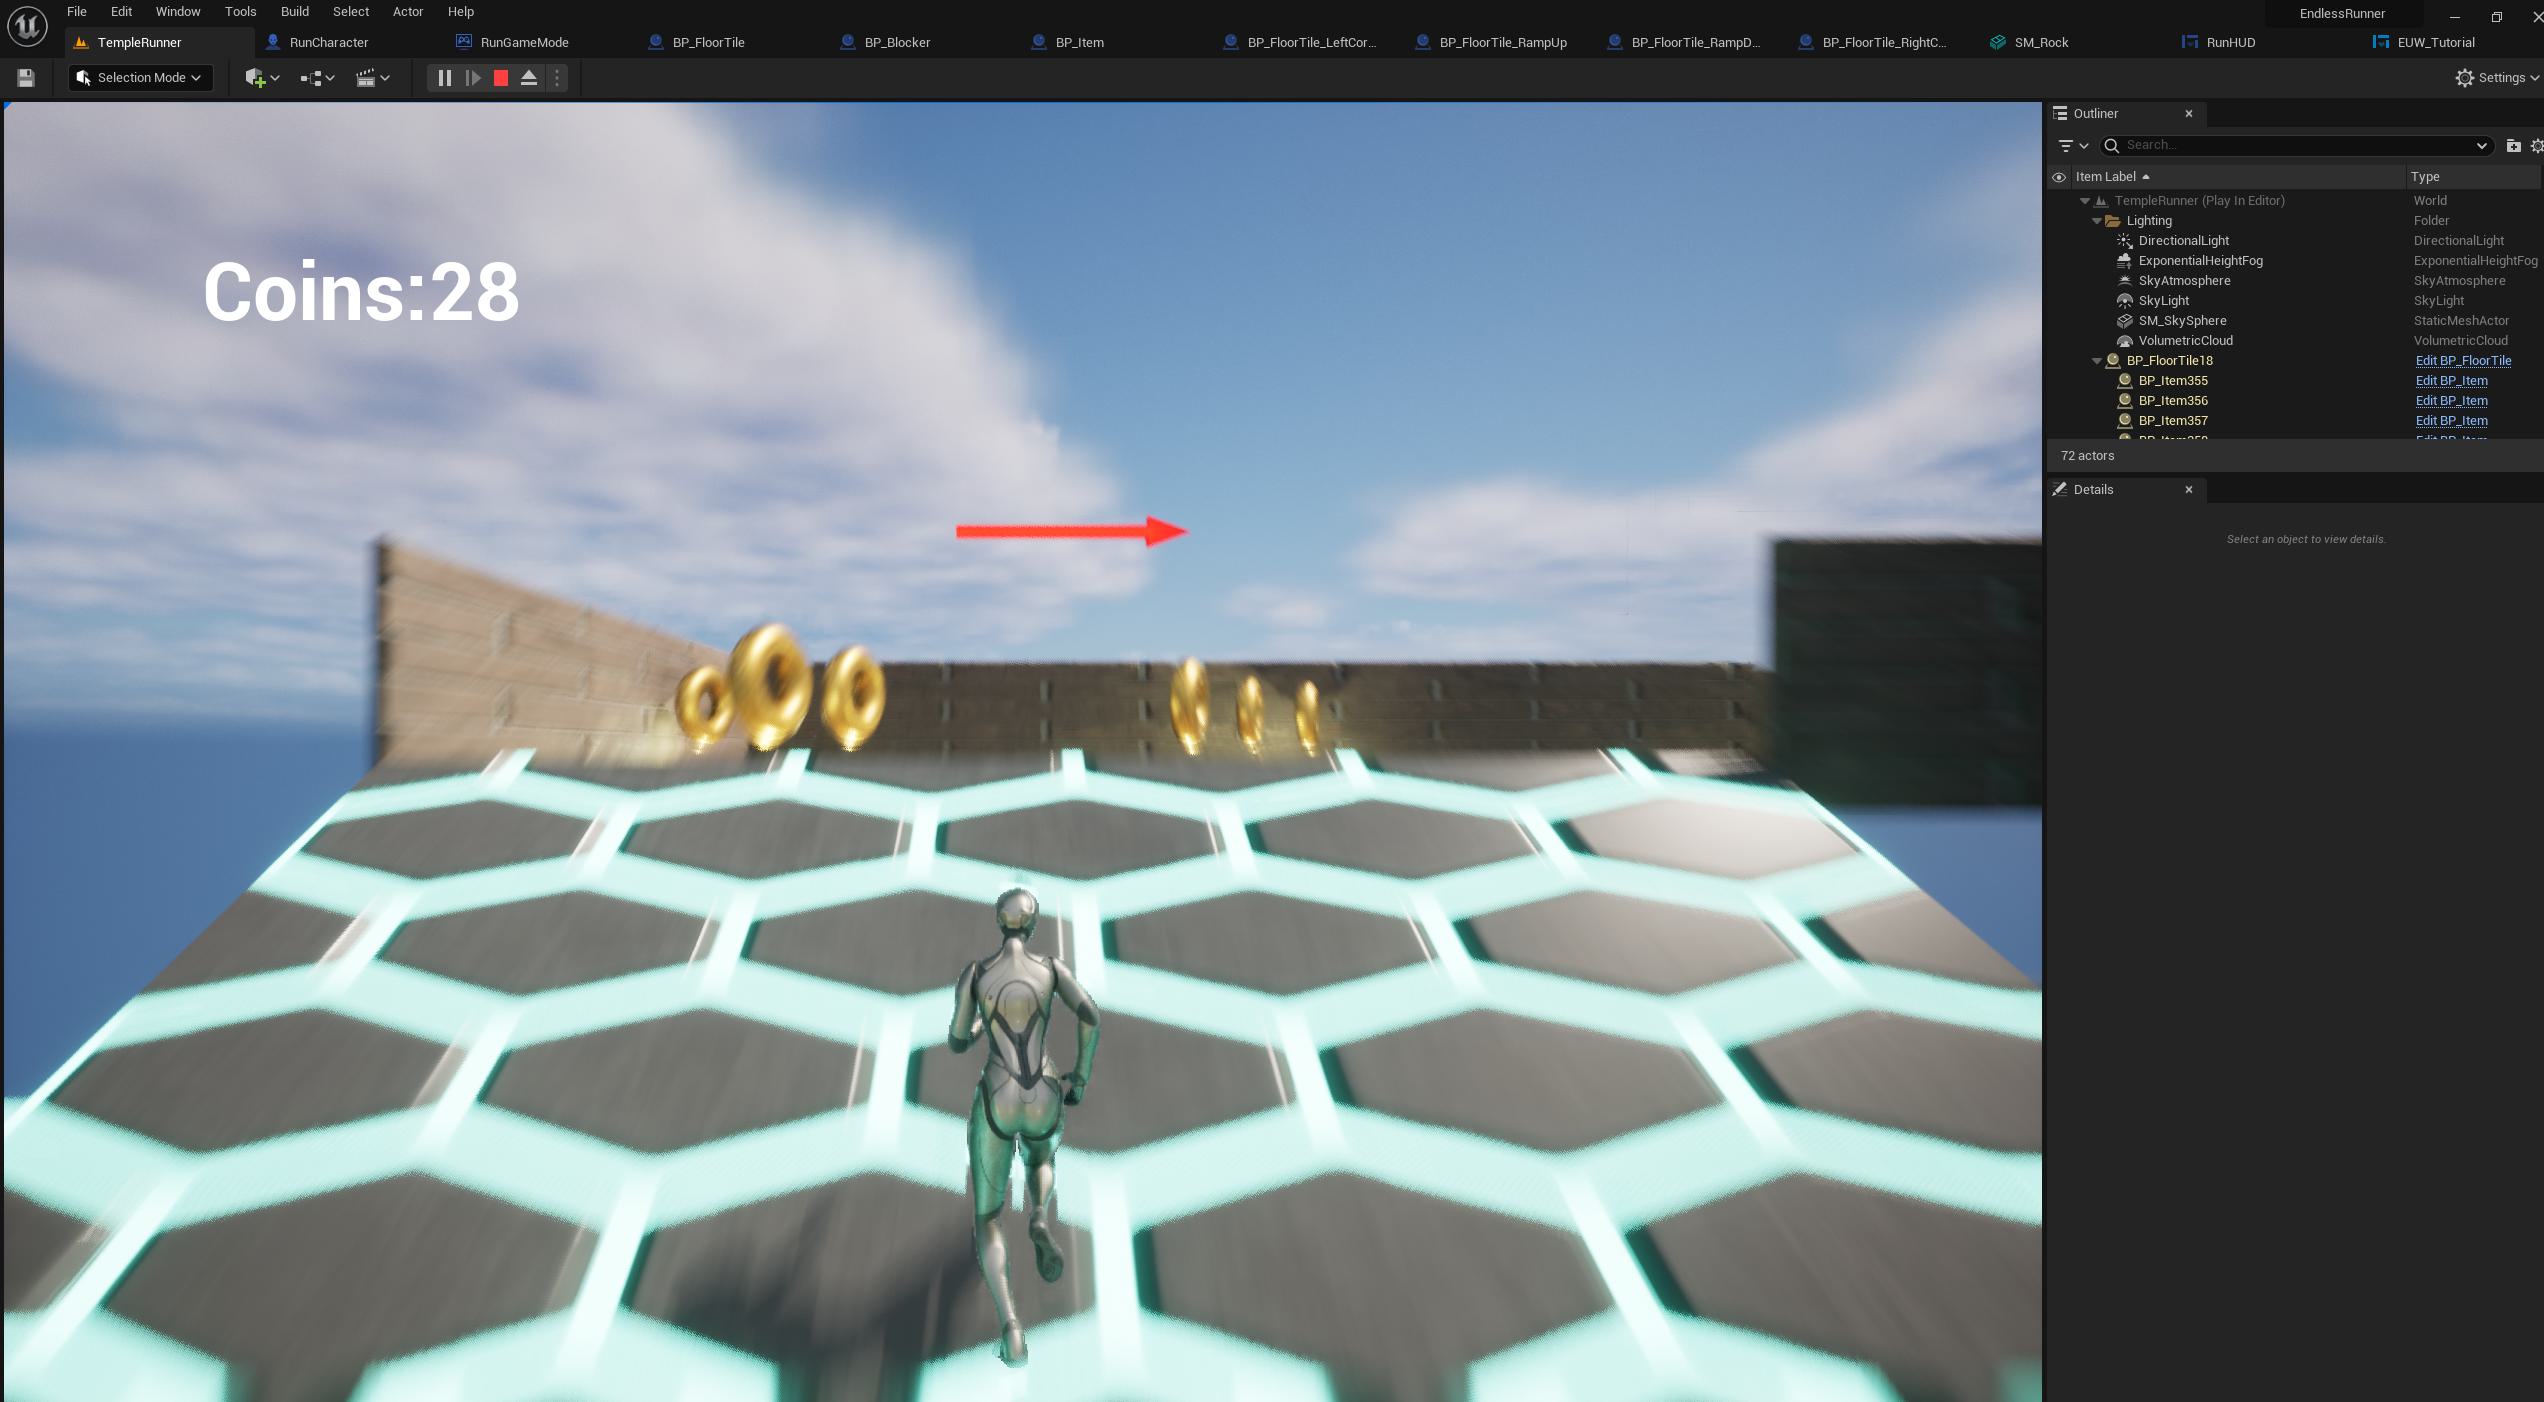 File Edit Window Tools Build Select Actor Help
EndlessRunner
TempleRunner RunCharacter RunGameMode BP_FloorTile BP_Blocker BP_Item BP_FloorTile_LeftCor... BP_FloorTile_RampUp BP_FloorTile_RampD... BP_FloorTile_RightC... SM_Rock RunHUD EUW_Tutorial
Selection Mode
Settings
Coins:28
Outliner
Search...
Item Label Type
TempleRunner (Play In Editor) World
Lighting Folder
DirectionalLight DirectionalLight
ExponentialHeightFog ExponentialHeightFog
SkyAtmosphere SkyAtmosphere
SkyLight SkyLight
SM_SkySphere StaticMeshActor
VolumetricCloud VolumetricCloud
BP_FloorTile18 Edit BP_FloorTile
BP_Item355 Edit BP_Item
BP_Item356 Edit BP_Item
BP_Item357 Edit BP_Item
72 actors
Details
Select an object to view details.